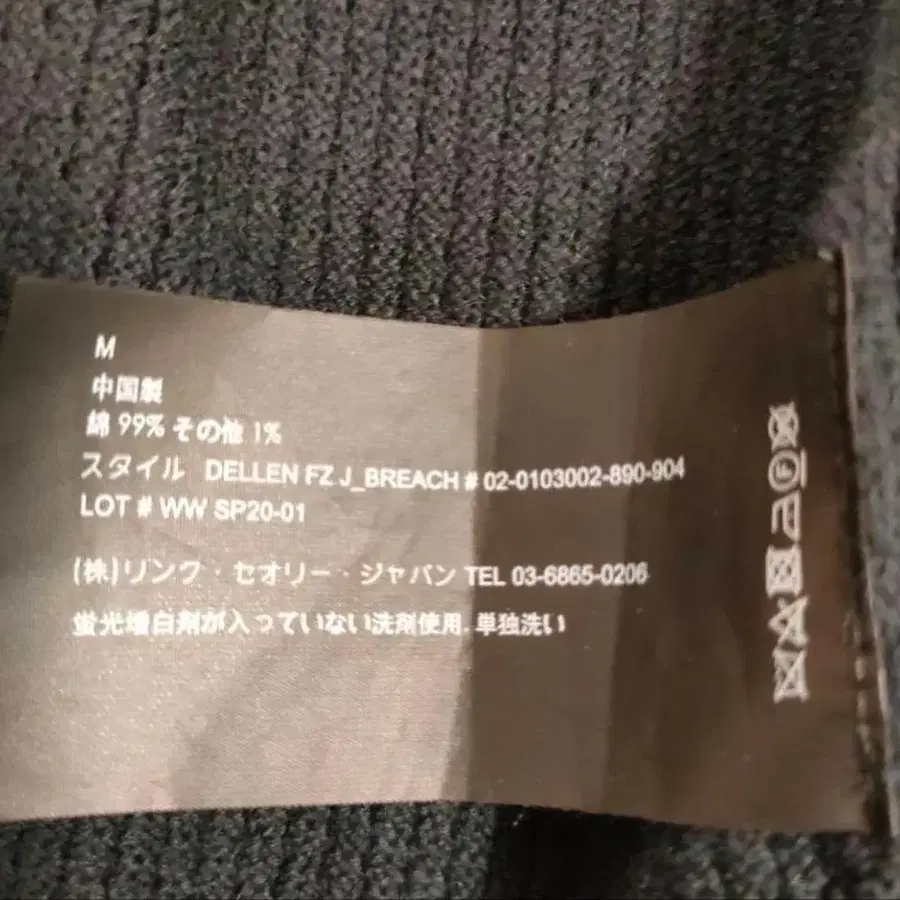 M
中国製
綿 99% その他 1%
スタイル DELLEN FZ J_BREACH # 02-0103002-890-904
LOT # WW SP20-01
(株)リンク・セオリー・ジャパン TEL 03-6865-0206
蛍光増白剤が入っていない洗剤使用.単独洗い
F